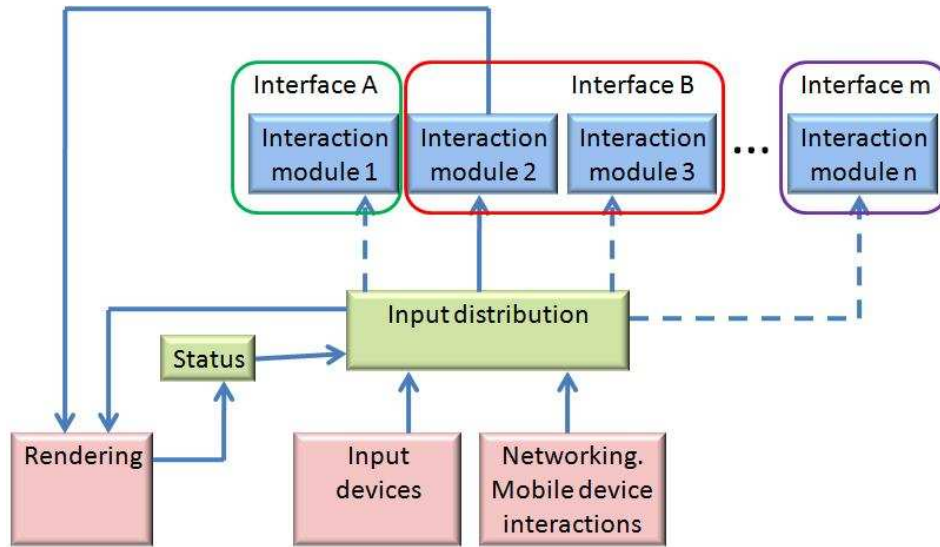 Interface A
Interface B
Interface m
Interaction
module 1
Interaction
module 2
Interaction
module 3
...
Interaction
module n
Input distribution
Status
Rendering
Input
devices
Networking.
Mobile device
interactions